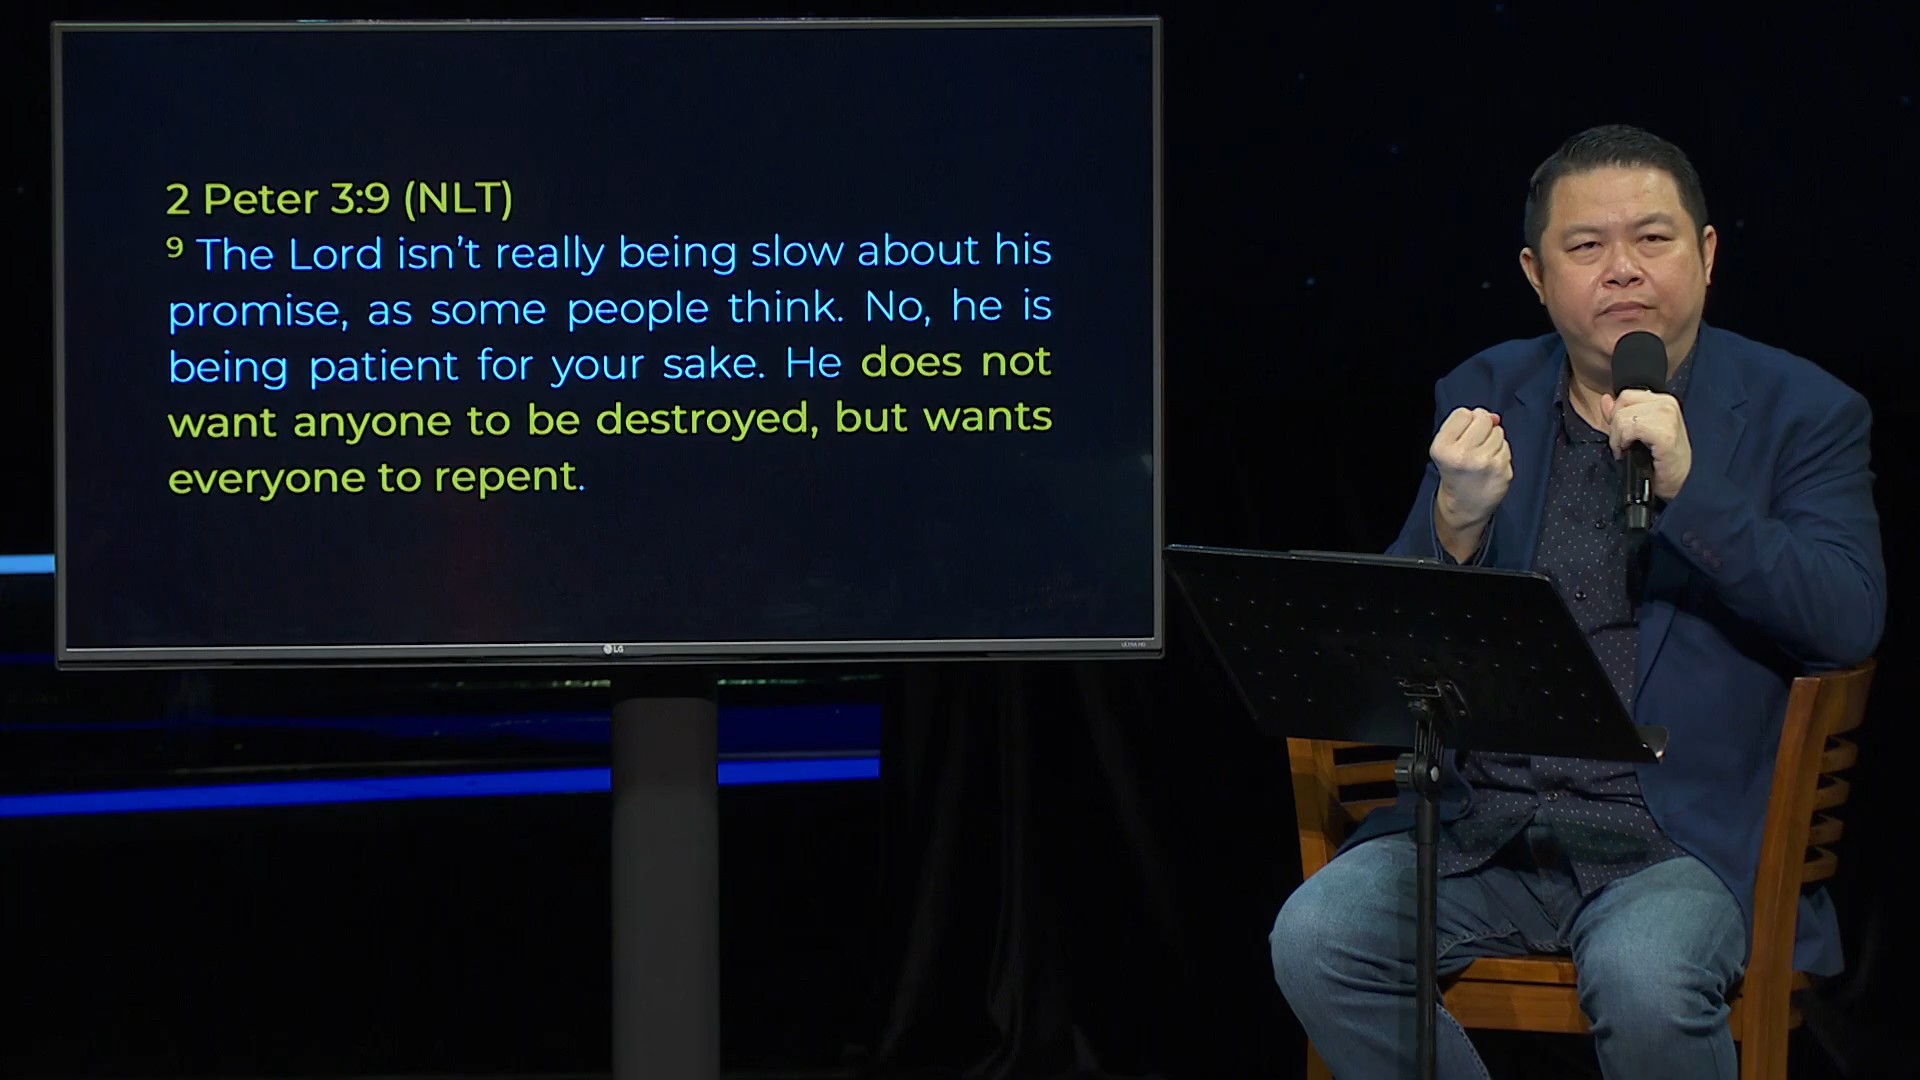 2 Peter 3:9 (NLT)
9 The Lord isn't really being slow about his
promise, as some people think. No, he is
being patient for your sake. He does not
want anyone to be destroyed, but wants
everyone to repent.
LG
ULTRA HD